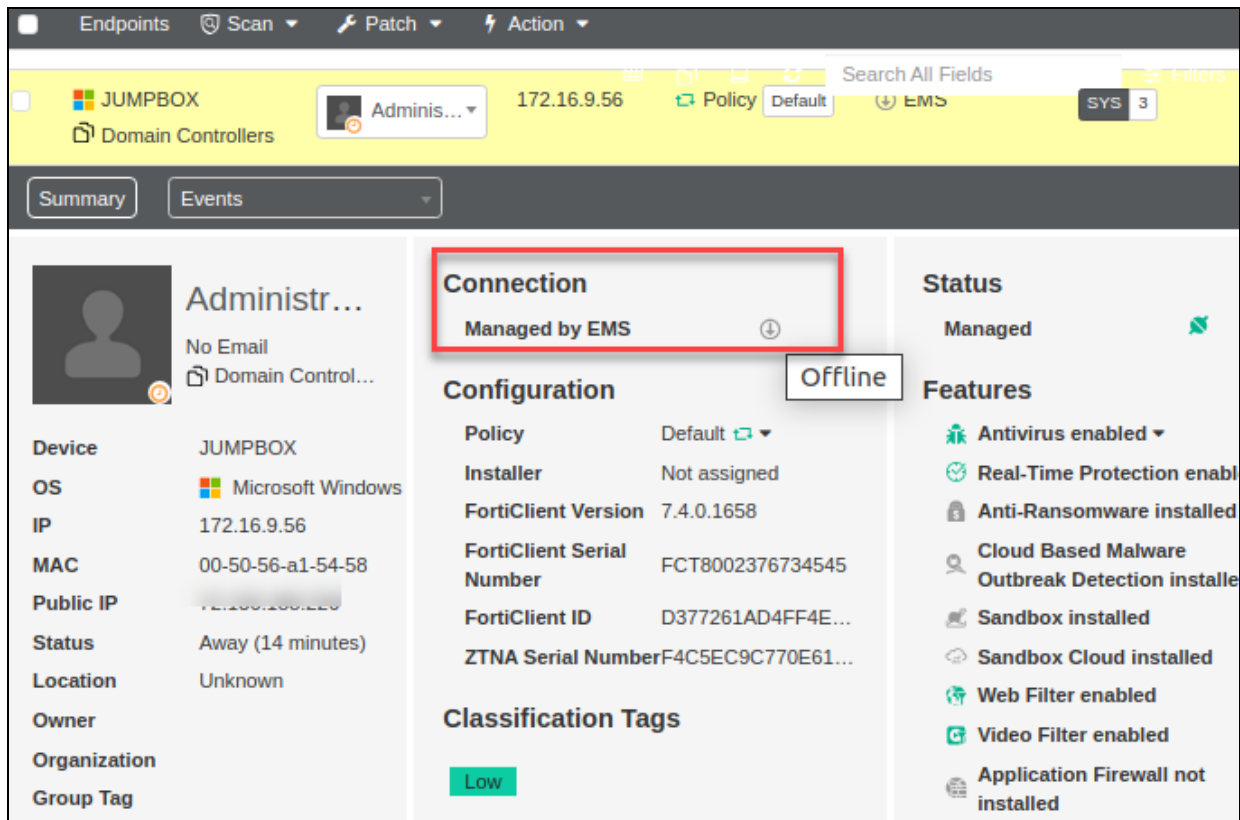 Endpoints Scan Patch Action
Search All Fields Filters
JUMPBOX Adminis... 172.16.9.56 Policy Default EMS SYS 3
Domain Controllers
Summary Events
Administr...
No Email
Domain Control...
Device JUMPBOX
OS Microsoft Windows
IP 172.16.9.56
MAC 00-50-56-a1-54-58
Public IP
Status Away (14 minutes)
Location Unknown
Owner
Organization
Group Tag
Connection
Managed by EMS
Offline
Configuration
Policy Default
Installer Not assigned
FortiClient Version 7.4.0.1658
FortiClient Serial
Number FCT8002376734545
FortiClient ID D377261AD4FF4E...
ZTNA Serial Number F4C5EC9C770E61...
Classification Tags
Low
Status
Managed
Features
Antivirus enabled
Real-Time Protection enabl
Anti-Ransomware installed
Cloud Based Malware
Outbreak Detection installe
Sandbox installed
Sandbox Cloud installed
Web Filter enabled
Video Filter enabled
Application Firewall not
installed